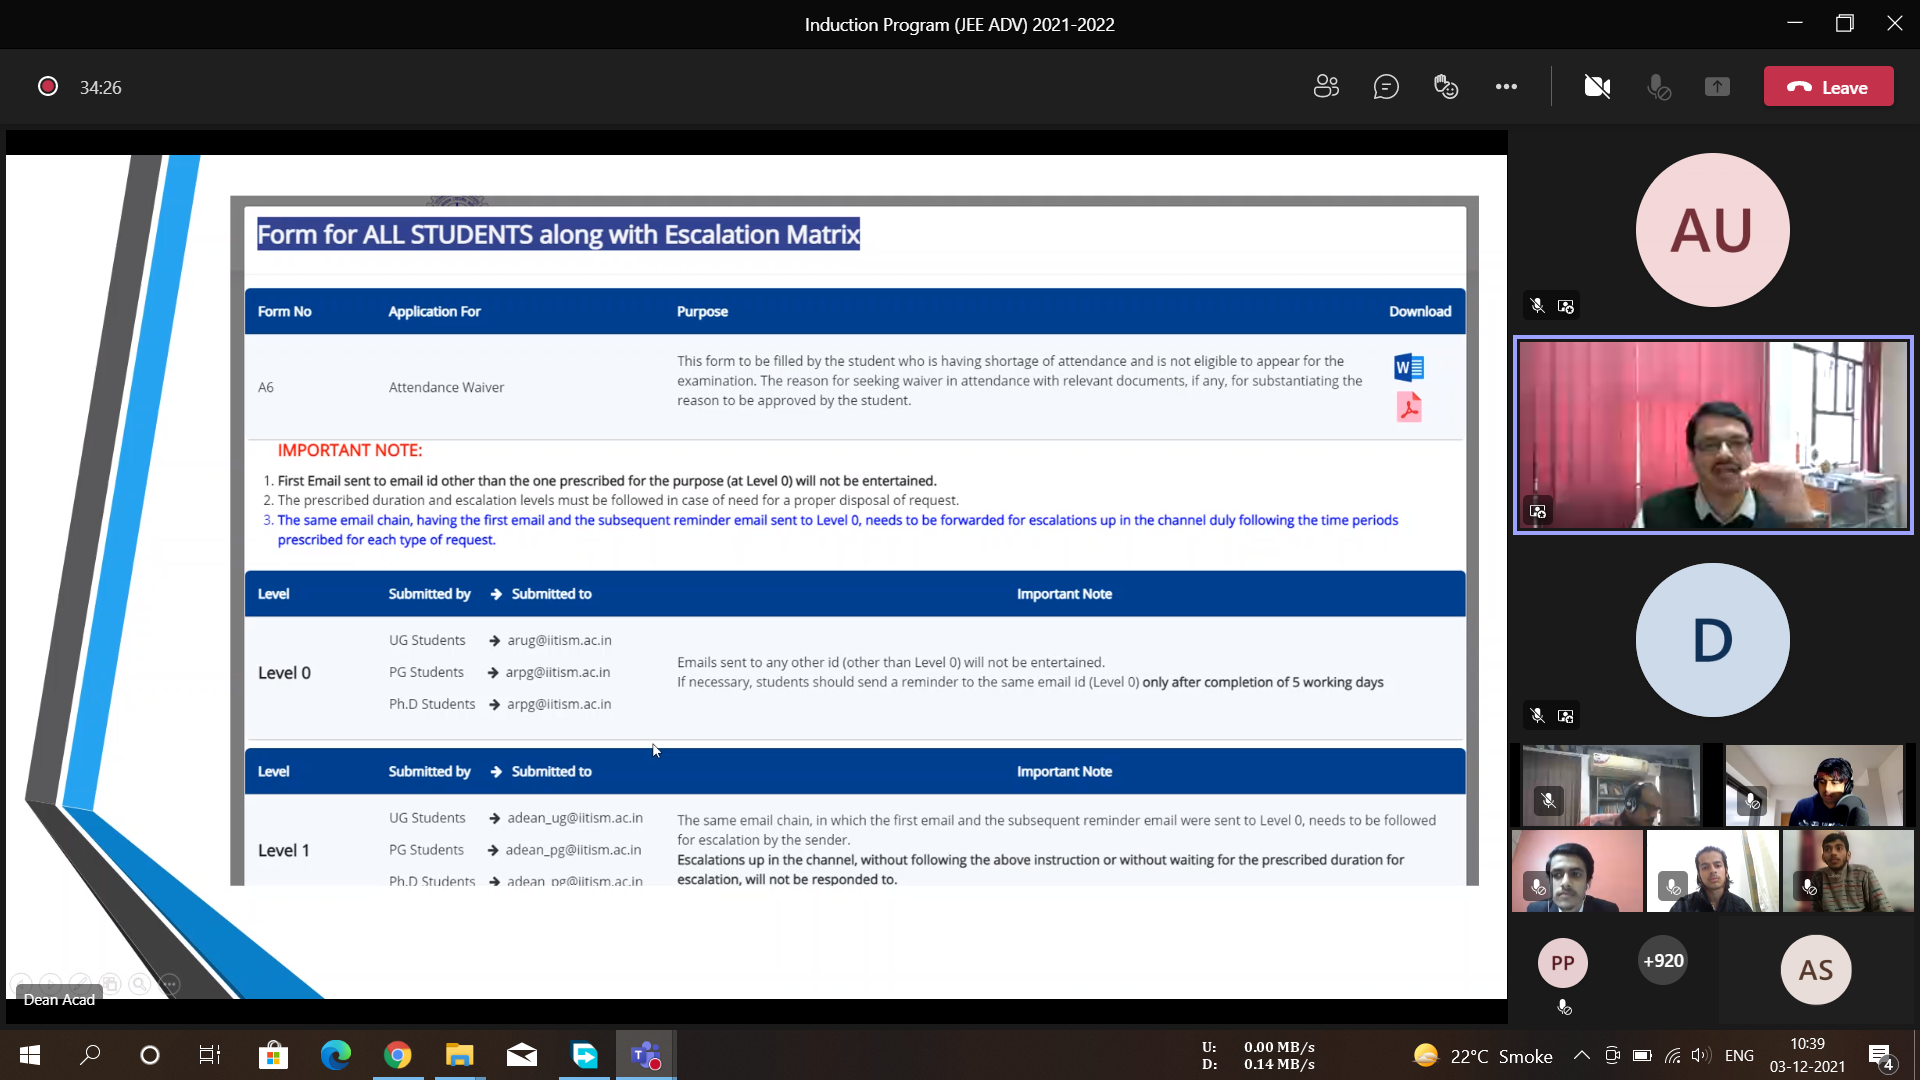 Induction Program (JEE ADV) 2021-2022
34:26
Leave
Form for ALL STUDENTS along with Escalation Matrix
Form No Application For Purpose Download
A6 Attendance Waiver
This form to be filled by the student who is having shortage of attendance and is not eligible to appear for the
examination. The reason for seeking waiver in attendance with relevant documents, if any, for substantiating the
reason to be approved by the student.
W
IMPORTANT NOTE:
1. First Email sent to email id other than the one prescribed for the purpose (at Level 0) will not be entertained.
2. The prescribed duration and escalation levels must be followed in case of need for a proper disposal of request.
3. The same email chain, having the first email and the subsequent reminder email sent to Level 0, needs to be forwarded for escalations up in the channel duly following the time periods
prescribed for each type of request.
Level Submitted by → Submitted to Important Note
Level 0
UG Students → arug@iitism.ac.in
PG Students → arpg@iitism.ac.in
Ph.D Students → arpg@iitism.ac.in
Emails sent to any other id (other than Level 0) will not be entertained.
If necessary, students should send a reminder to the same email id (Level 0) only after completion of 5 working days
Level Submitted by → Submitted to Important Note
Level 1
UG Students → adean_ug@iitism.ac.in
PG Students → adean_pg@iitism.ac.in
Ph.D Students → adean_pg@iitism.ac.in
The same email chain, in which the first email and the subsequent reminder email were sent to Level 0, needs to be followed
for escalation by the sender.
Escalations up in the channel, without following the above instruction or without waiting for the prescribed duration for
escalation, will not be responded to.
Dean Acad
AU
D
PP
+920
AS
U: 0.00 MB/s
D: 0.14 MB/s
22°C Smoke
ENG
10:39
03-12-2021
4